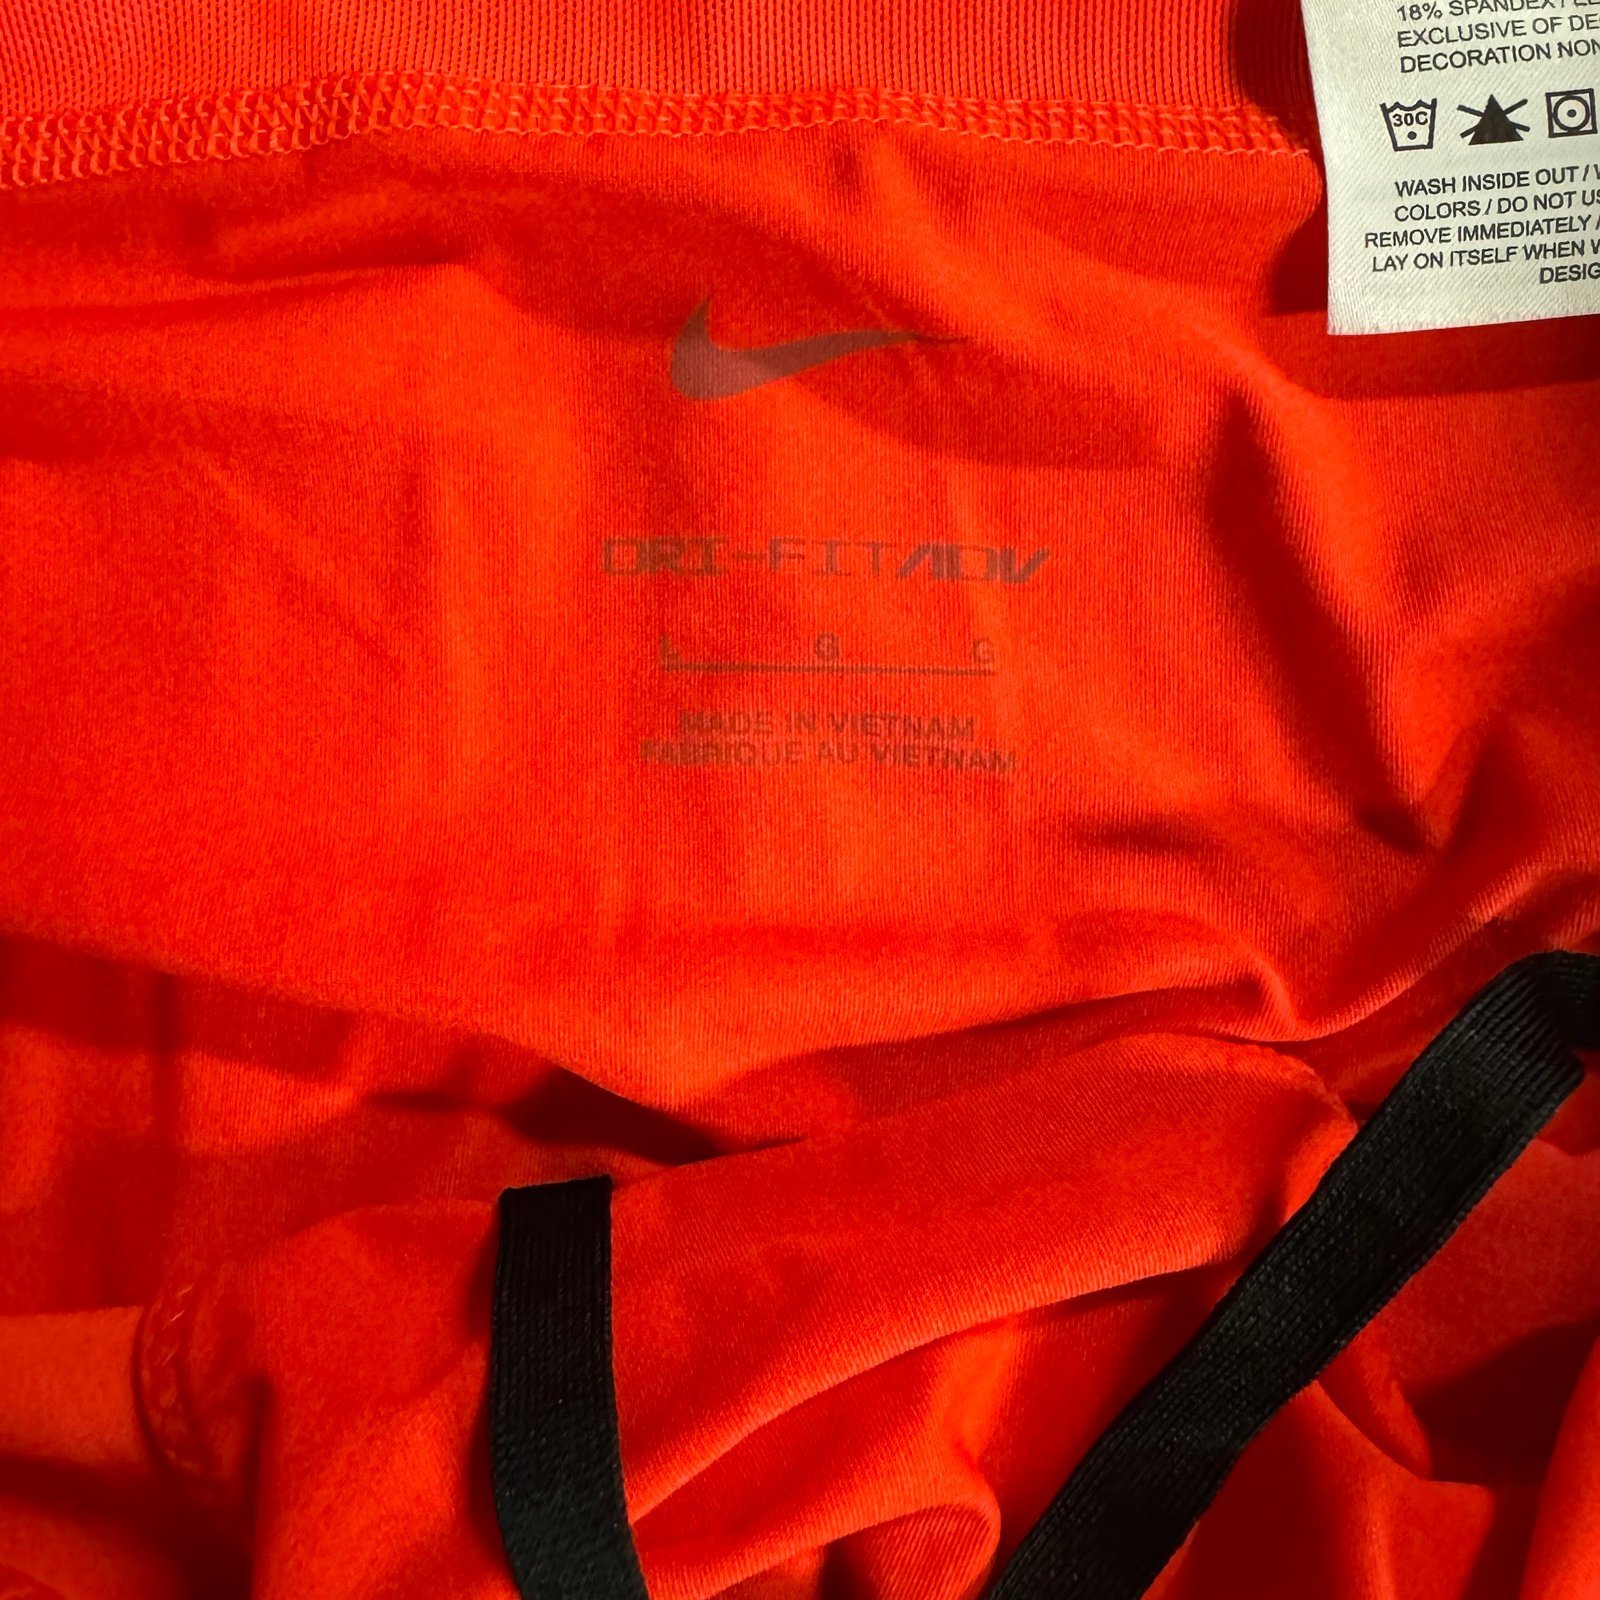 18% SPANDEX / EL
EXCLUSIVE OF DE
DECORATION NON
30C
WASH INSIDE OUT / W
COLORS / DO NOT US
REMOVE IMMEDIATELY /
LAY ON ITSELF WHEN W
DESIG
DRI-FIT ADV
L G G
MADE IN VIETNAM
FABRIQUE AU VIETNAM